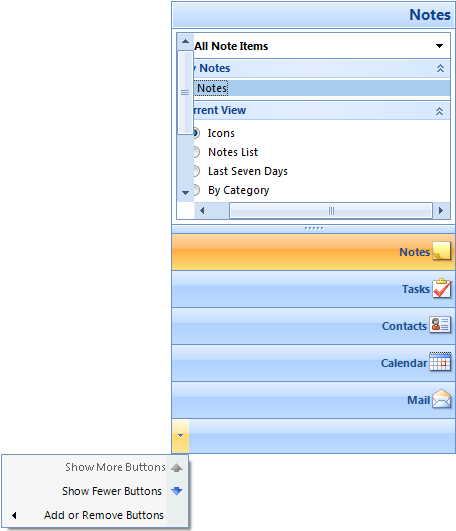 Notes
All Note Items
y Notes
Notes
urrent View
Icons
Notes List
Last Seven Days
By Category
Notes
Tasks
Contacts
Calendar
Mail
Show More Buttons
Show Fewer Buttons
Add or Remove Buttons